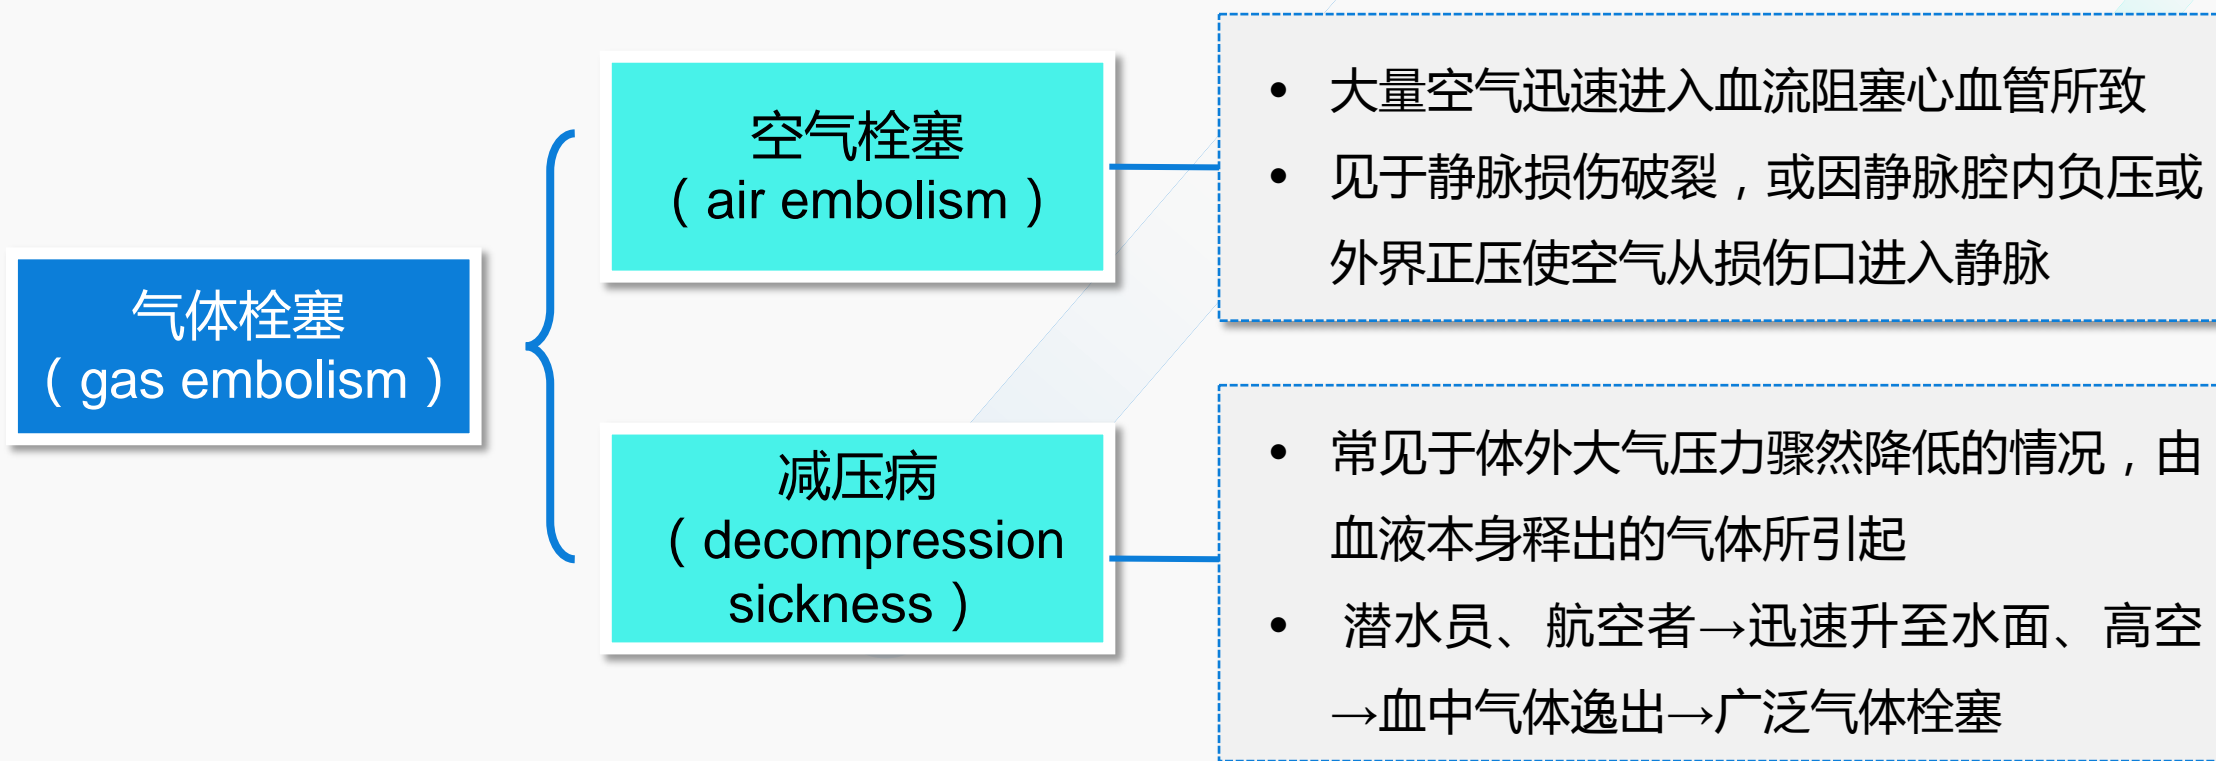 气体栓塞
（gas embolism）
空气栓塞
（air embolism）
• 大量空气迅速进入血流阻塞心血管所致
• 见于静脉损伤破裂，或因静脉腔内负压或
外界正压使空气从损伤口进入静脉
减压病
（decompression
sickness）
• 常见于体外大气压力骤然降低的情况，由
血液本身释出的气体所引起
• 潜水员、航空者→迅速升至水面、高空
→血中气体逸出→广泛气体栓塞